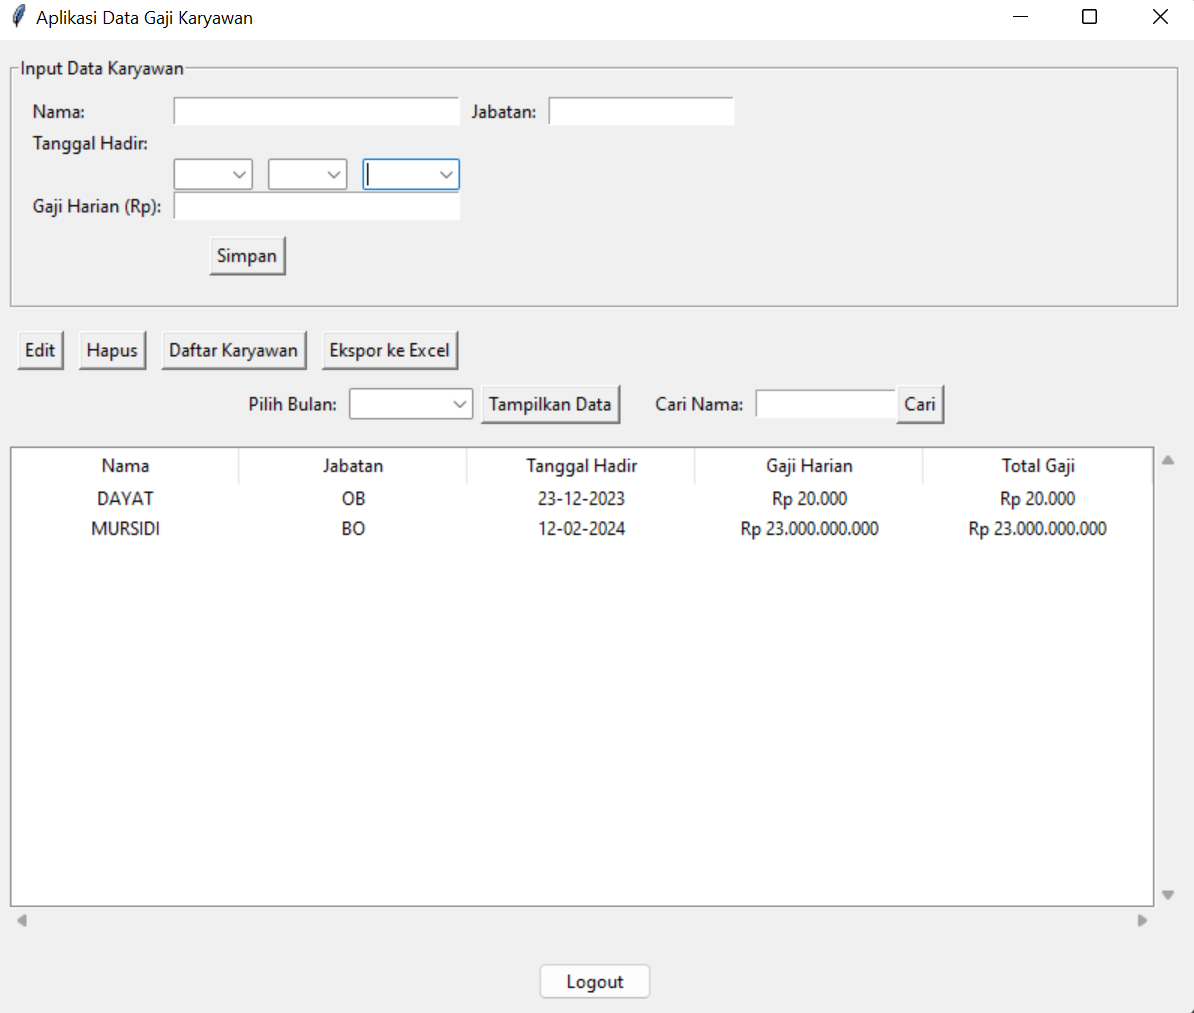 Aplikasi Data Gaji Karyawan
Input Data Karyawan
Nama: Jabatan:
Tanggal Hadir:
Gaji Harian (Rp):
Simpan
Edit Hapus Daftar Karyawan Ekspor ke Excel
Pilih Bulan: Tampilkan Data Cari Nama: Cari
Nama Jabatan Tanggal Hadir Gaji Harian Total Gaji
DAYAT OB 23-12-2023 Rp 20.000 Rp 20.000
MURSIDI BO 12-02-2024 Rp 23.000.000.000 Rp 23.000.000.000
Logout